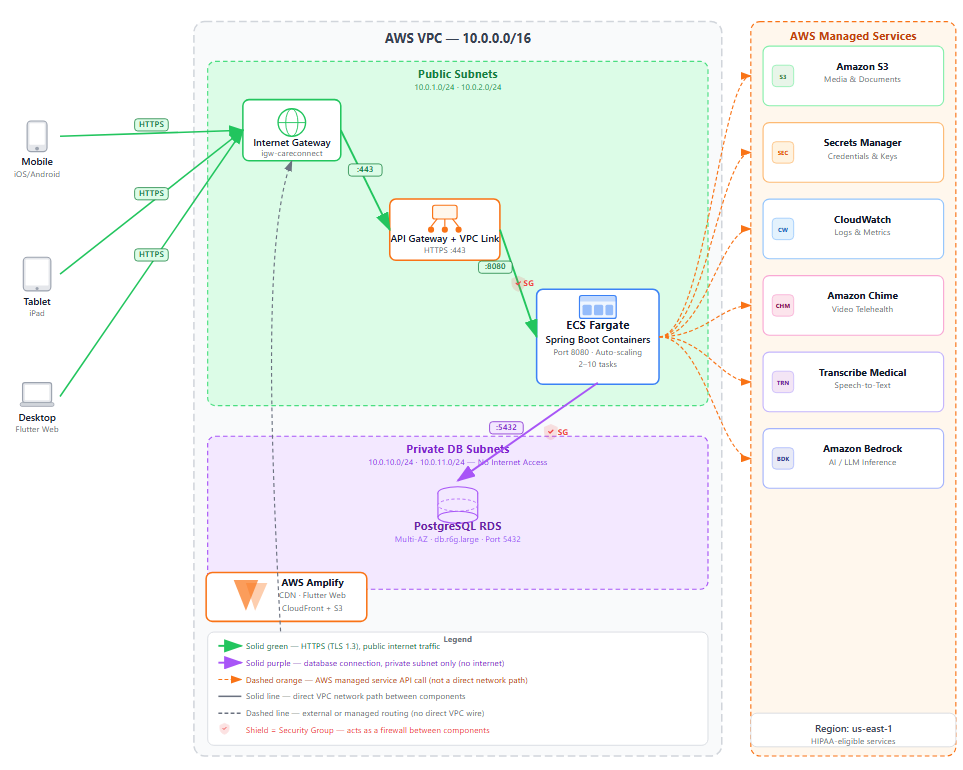 AWS VPC — 10.0.0.0/16
AWS Managed Services
Public Subnets
10.0.1.0/24 · 10.0.2.0/24
Internet Gateway
igw-careconnect
HTTPS
HTTPS
HTTPS
Mobile
iOS/Android
Tablet
iPad
Desktop
Flutter Web
:443
API Gateway + VPC Link
HTTPS :443
:8080
SG
ECS Fargate
Spring Boot Containers
Port 8080 · Auto-scaling
2–10 tasks
:5432
SG
Private DB Subnets
10.0.10.0/24 · 10.0.11.0/24 — No Internet Access
PostgreSQL RDS
Multi-AZ · db.r6g.large · Port 5432
AWS Amplify
CDN · Flutter Web
CloudFront + S3
S3
Amazon S3
Media & Documents
SEC
Secrets Manager
Credentials & Keys
CW
CloudWatch
Logs & Metrics
CHM
Amazon Chime
Video Telehealth
TRN
Transcribe Medical
Speech-to-Text
BDK
Amazon Bedrock
AI / LLM Inference
Legend
Solid green — HTTPS (TLS 1.3), public internet traffic
Solid purple — database connection, private subnet only (no internet)
Dashed orange — AWS managed service API call (not a direct network path)
Solid line — direct VPC network path between components
Dashed line — external or managed routing (no direct VPC wire)
Shield = Security Group — acts as a firewall between components
Region: us-east-1
HIPAA-eligible services